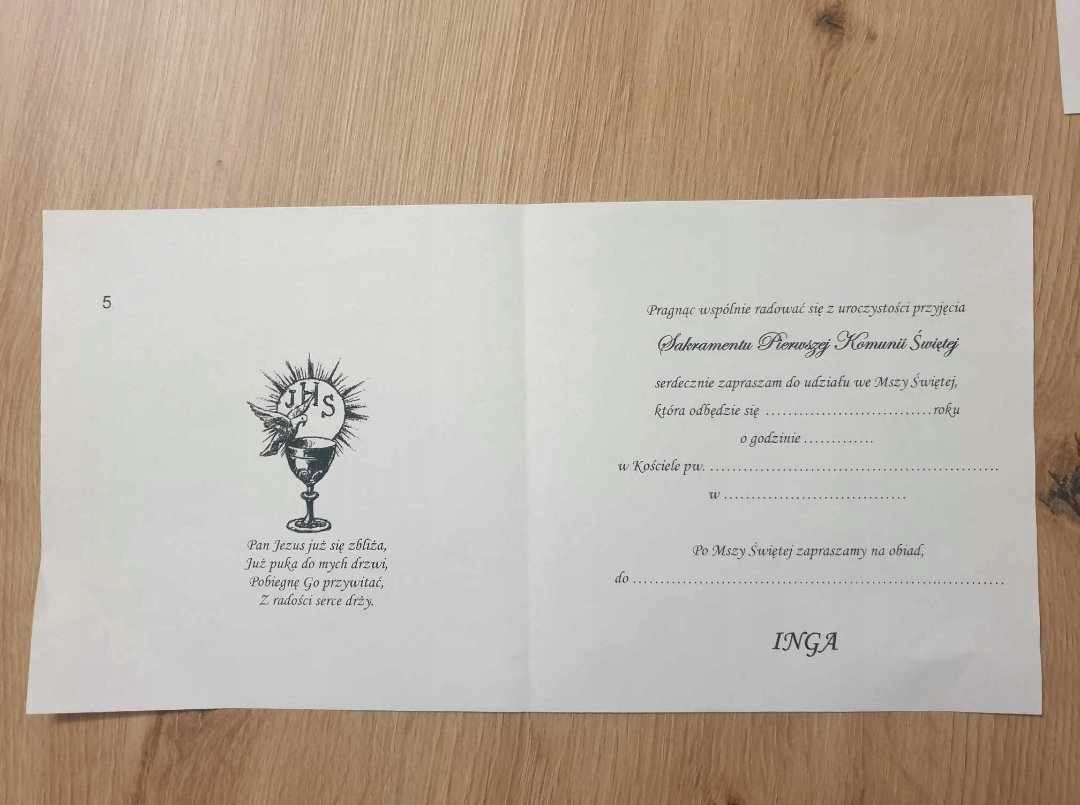 5
JHS
Pan Jezus już się zbliża,
Już puka do mych drzwi,
Pobiegnę Go przywitać,
Z radości serce drży.
Pragnąc wspólnie radować się z uroczystości przyjęcia
Sakramentu Pierwszej Komunii Świętej
serdecznie zapraszam do udziału we Mszy Świętej,
która odbędzie się ..............................roku
o godzinie .............
w Kościele pw. ....................................................
w .................................
Po Mszy Świętej zapraszamy na obiad,
do ...................................................................
INGA